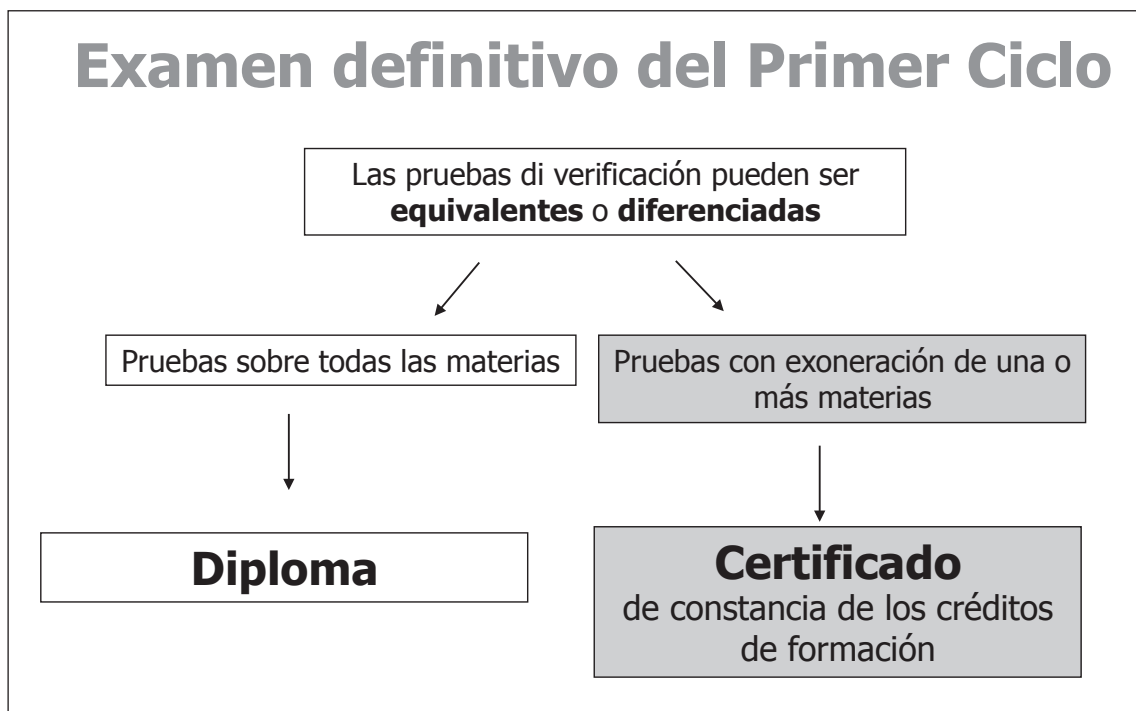 Examen definitivo del Primer Ciclo
Las pruebas di verificación pueden ser
equivalentes o diferenciadas
Pruebas sobre todas las materias
Pruebas con exoneración de una o
más materias
Diploma
Certificado
de constancia de los créditos
de formación